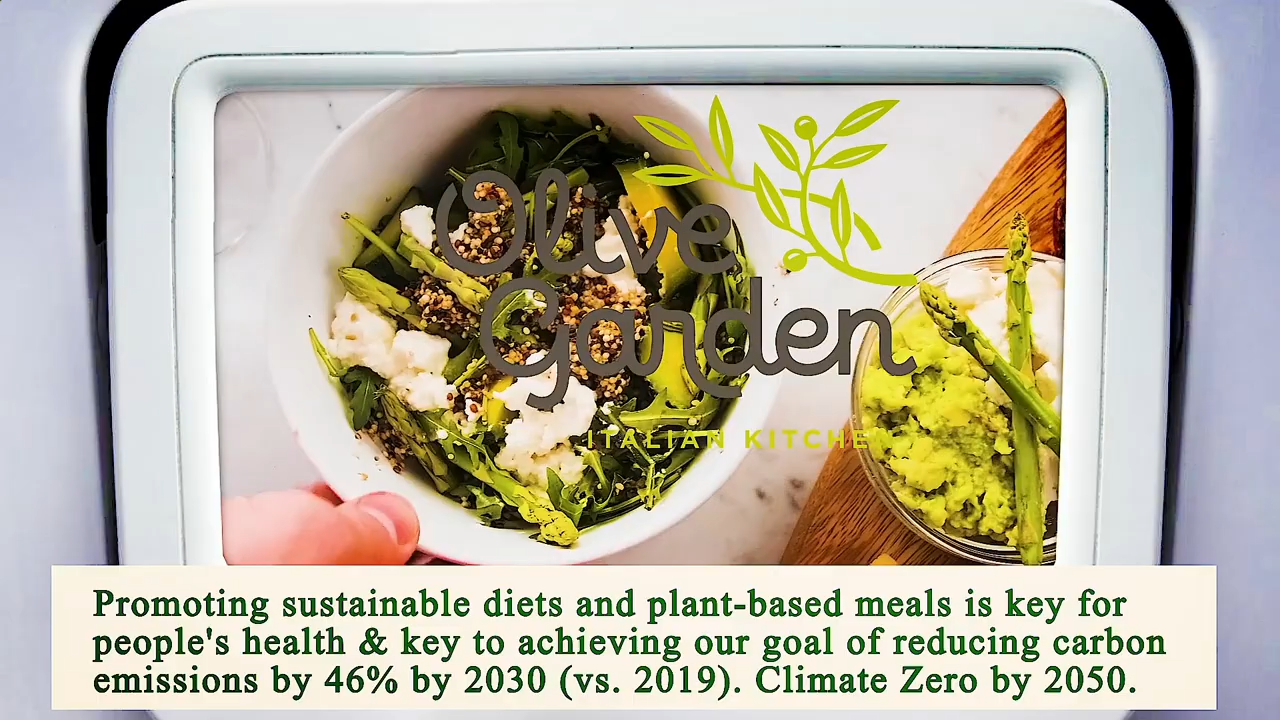 Olive
Garden
ITALIAN KITCHEN
Promoting sustainable diets and plant-based meals is key for
people's health & key to achieving our goal of reducing carbon
emissions by 46% by 2030 (vs. 2019). Climate Zero by 2050.